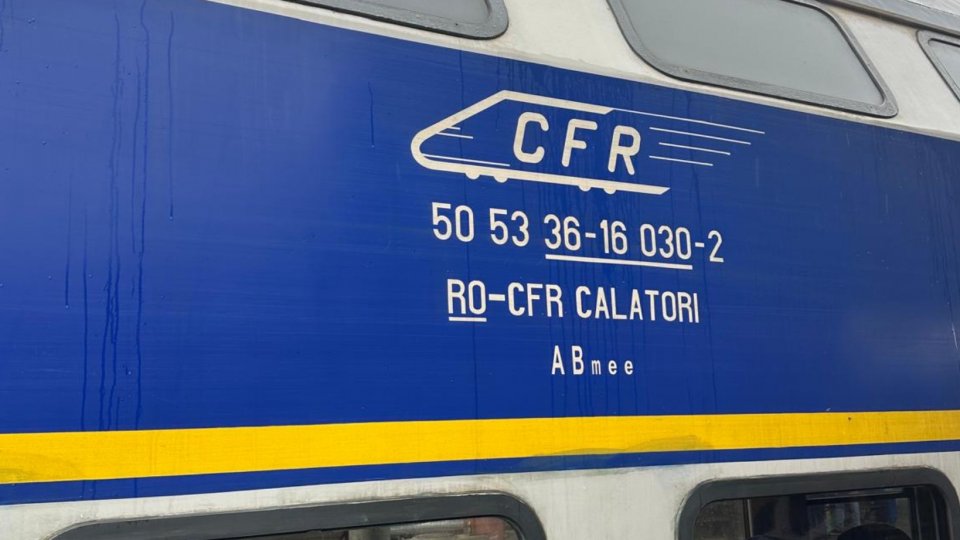 CFR
50 53 36-16 030-2
RO-CFR CALATORI
ABmee